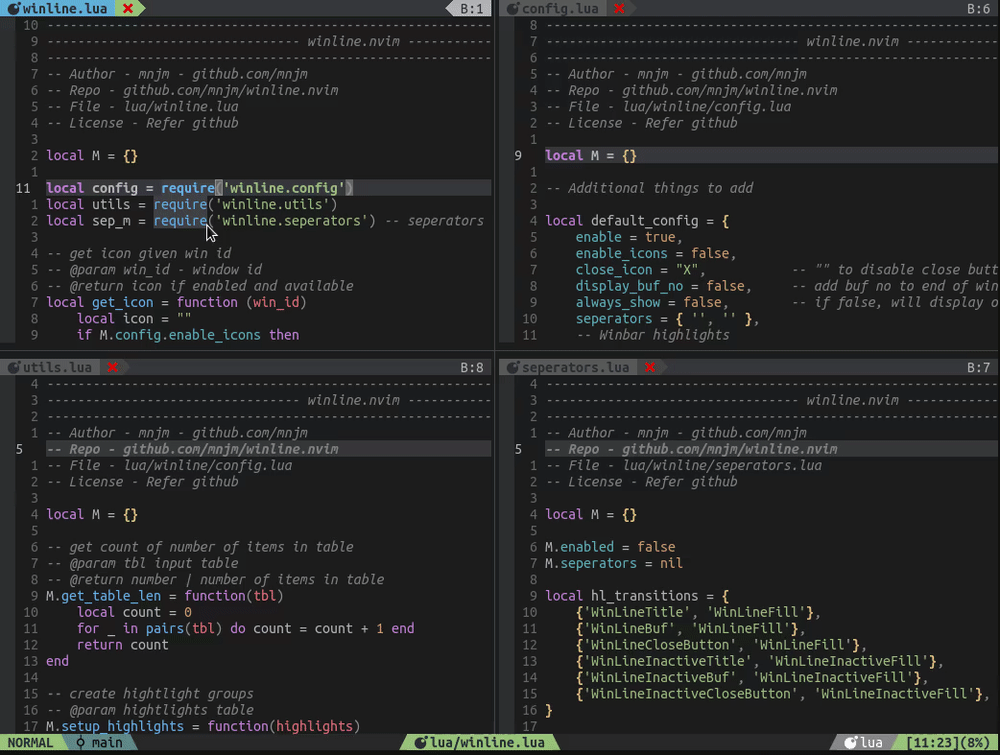 winline.lua x B:1
10 --------------------------------------------------------
9 -------------------------------- winline.nvim -----------
8 --------------------------------------------------------
7 -- Author - mnjm - github.com/mnjm
6 -- Repo - github.com/mnjm/winline.nvim
5 -- File - lua/winline.lua
4 -- License - Refer github
3
2 local M = {}
1
11 local config = require('winline.config')
1 local utils = require('winline.utils')
2 local sep_m = require('winline.seperators') -- seperators
3
4 -- get icon given win id
5 -- @param win_id - window id
6 -- @return icon if enabled and available
7 local get_icon = function (win_id)
8 local icon = ""
9 if M.config.enable_icons then
config.lua x B:6
8 --------------------------------------------------------
7 -------------------------------- winline.nvim -----------
6 --------------------------------------------------------
5 -- Author - mnjm - github.com/mnjm
4 -- Repo - github.com/mnjm/winline.nvim
3 -- File - lua/winline/config.lua
2 -- License - Refer github
1
9 local M = {}
1
2 -- Additional things to add
3
4 local default_config = {
5 enable = true,
6 enable_icons = false,
7 close_icon = "X", -- "" to disable close butt
8 display_buf_no = false, -- add buf no to end of win
9 always_show = false, -- if false, will display o
10 seperators = { '', '' },
11 -- Winbar highlights
utils.lua x B:8
4 --------------------------------------------------------
3 -------------------------------- winline.nvim -----------
2 --------------------------------------------------------
1 -- Author - mnjm - github.com/mnjm
5 -- Repo - github.com/mnjm/winline.nvim
1 -- File - lua/winline/config.lua
2 -- License - Refer github
3
4 local M = {}
5
6 -- get count of number of items in table
7 -- @param tbl input table
8 -- @return number | number of items in table
9 M.get_table_len = function(tbl)
10 local count = 0
11 for _ in pairs(tbl) do count = count + 1 end
12 return count
13 end
14
15 -- create hightlight groups
16 -- @param hightlights table
17 M.setup_highlights = function(highlights)
seperators.lua x B:7
4 --------------------------------------------------------
3 -------------------------------- winline.nvim -----------
2 --------------------------------------------------------
1 -- Author - mnjm - github.com/mnjm
5 -- Repo - github.com/mnjm/winline.nvim
1 -- File - lua/winline/seperators.lua
2 -- License - Refer github
3
4 local M = {}
5
6 M.enabled = false
7 M.seperators = nil
8
9 local hl_transitions = {
10 {'WinLineTitle', 'WinLineFill'},
11 {'WinLineBuf', 'WinLineFill'},
12 {'WinLineCloseButton', 'WinLineFill'},
13 {'WinLineInactiveTitle', 'WinLineInactiveFill'},
14 {'WinLineInactiveBuf', 'WinLineInactiveFill'},
15 {'WinLineInactiveCloseButton', 'WinLineInactiveFill'},
16 }
17
NORMAL main lua/winline.lua lua [11:23](8%)